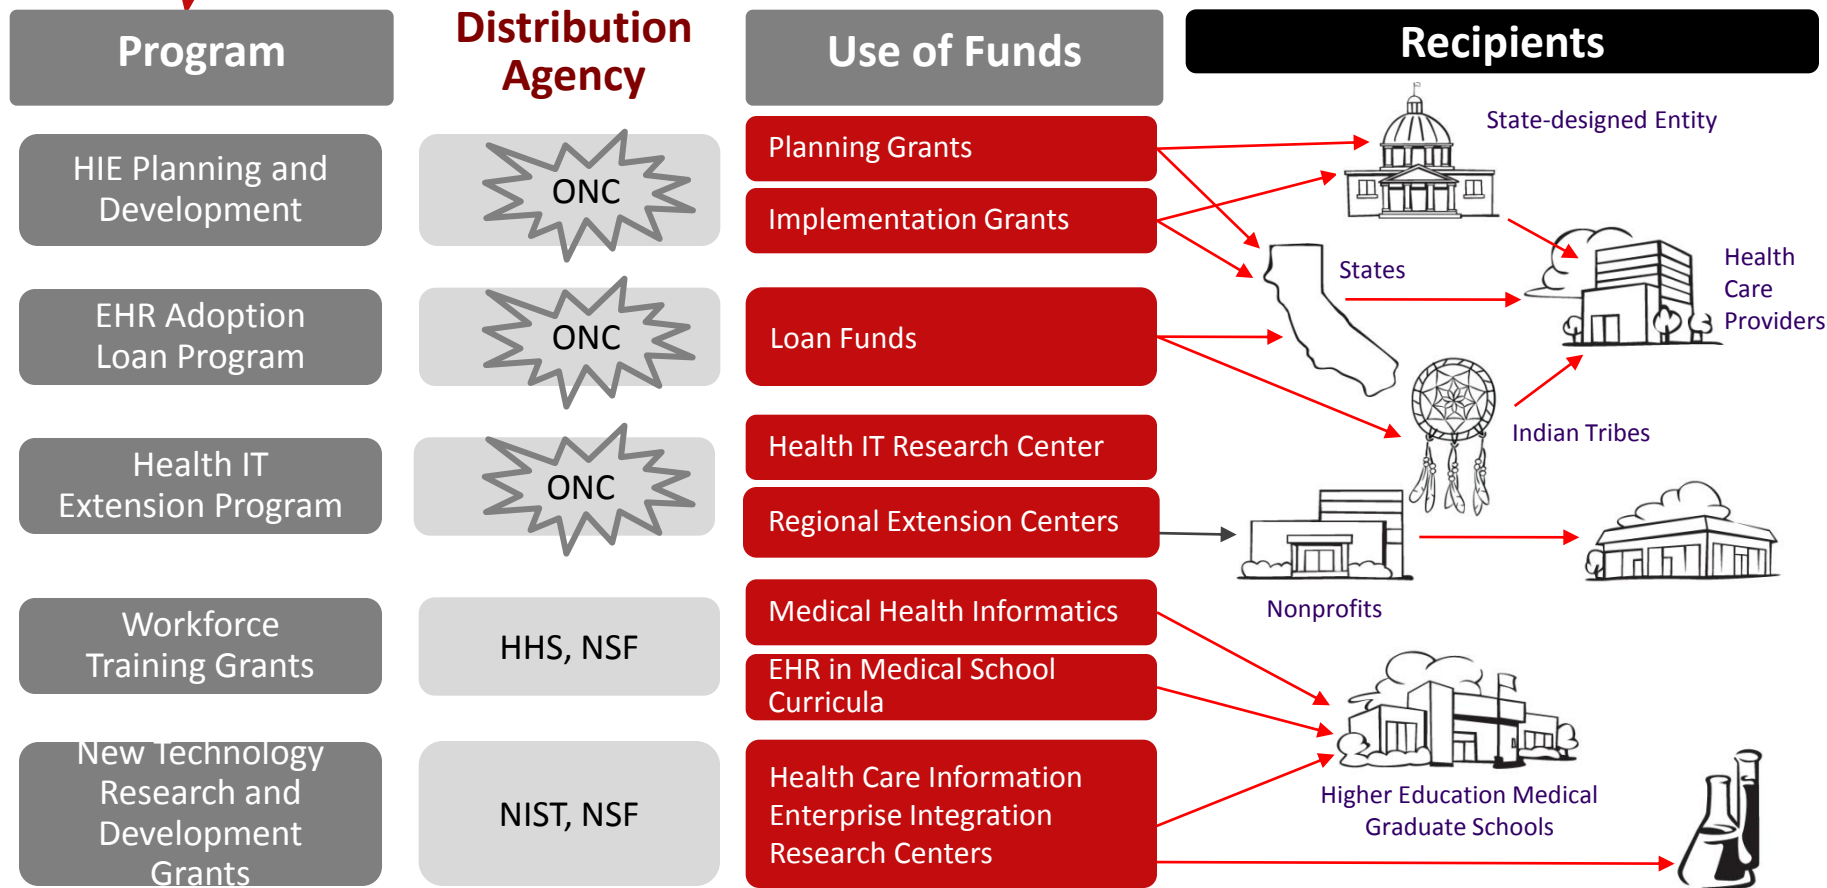 Program
Distribution
Agency
Use of Funds
Recipients
HIE Planning and
Development
ONC
Planning Grants
Implementation Grants
State-designed Entity
States
Health
Care
Providers
EHR Adoption
Loan Program
ONC
Loan Funds
Indian Tribes
Health IT
Extension Program
ONC
Health IT Research Center
Regional Extension Centers
Nonprofits
Workforce
Training Grants
HHS, NSF
Medical Health Informatics
EHR in Medical School
Curricula
New Technology
Research and
Development
Grants
NIST, NSF
Health Care Information
Enterprise Integration
Research Centers
Higher Education Medical
Graduate Schools